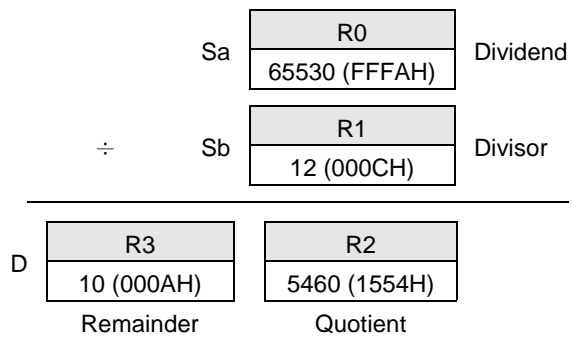 R0
Sa
Dividend
65530 (FFFAH)
R1
÷ Sb
Divisor
12 (000CH)
R3 R2
D
10 (000AH) 5460 (1554H)
Remainder Quotient